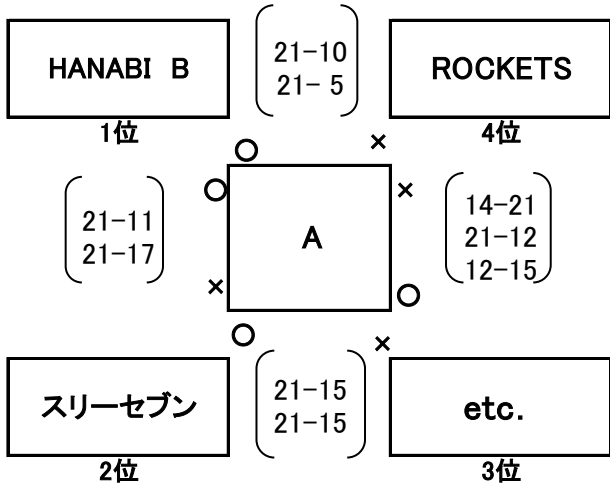 HANABI B
21-10
21- 5
ROCKETS
1位
4位
○
×
○
×
21-11
21-17
A
14-21
21-12
12-15
×
○
○
×
スリーセブン
21-15
21-15
etc.
2位
3位